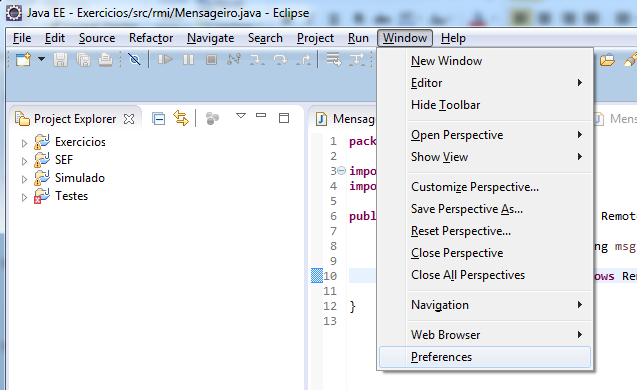 Java EE - Exercicios/src/rmi/Mensageiro.java - Eclipse
File Edit Source Refactor Navigate Search Project Run Window Help
New Window
Editor
Hide Toolbar
Open Perspective
Show View
Customize Perspective...
Save Perspective As...
Reset Perspective...
Close Perspective
Close All Perspectives
Navigation
Web Browser
Preferences
Project Explorer
Exercicios
SEF
Simulado
Testes
Mensag
Mens
1 pack
2
3 impo
4 impo
5
6 publ Remot
7
8 ng msg
9
10 ows Rem
11
12 }
13